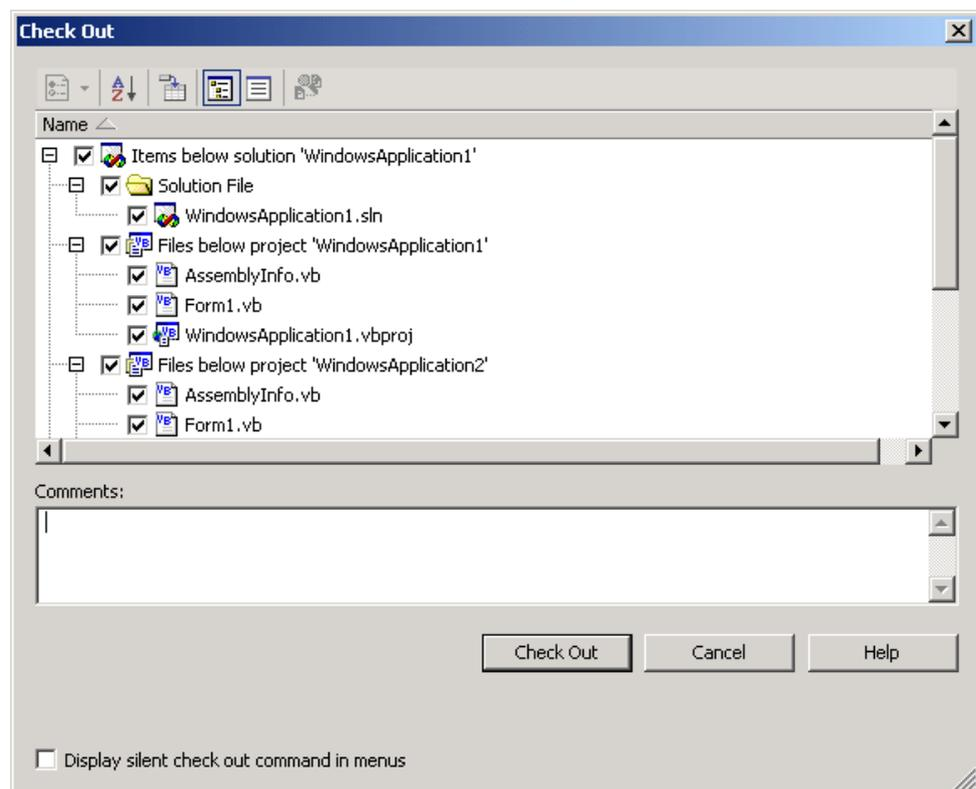 Check Out
Name
Items below solution 'WindowsApplication1'
Solution File
WindowsApplication1.sln
Files below project 'WindowsApplication1'
AssemblyInfo.vb
Form1.vb
WindowsApplication1.vbproj
Files below project 'WindowsApplication2'
AssemblyInfo.vb
Form1.vb
Comments:
Check Out Cancel Help
Display silent check out command in menus